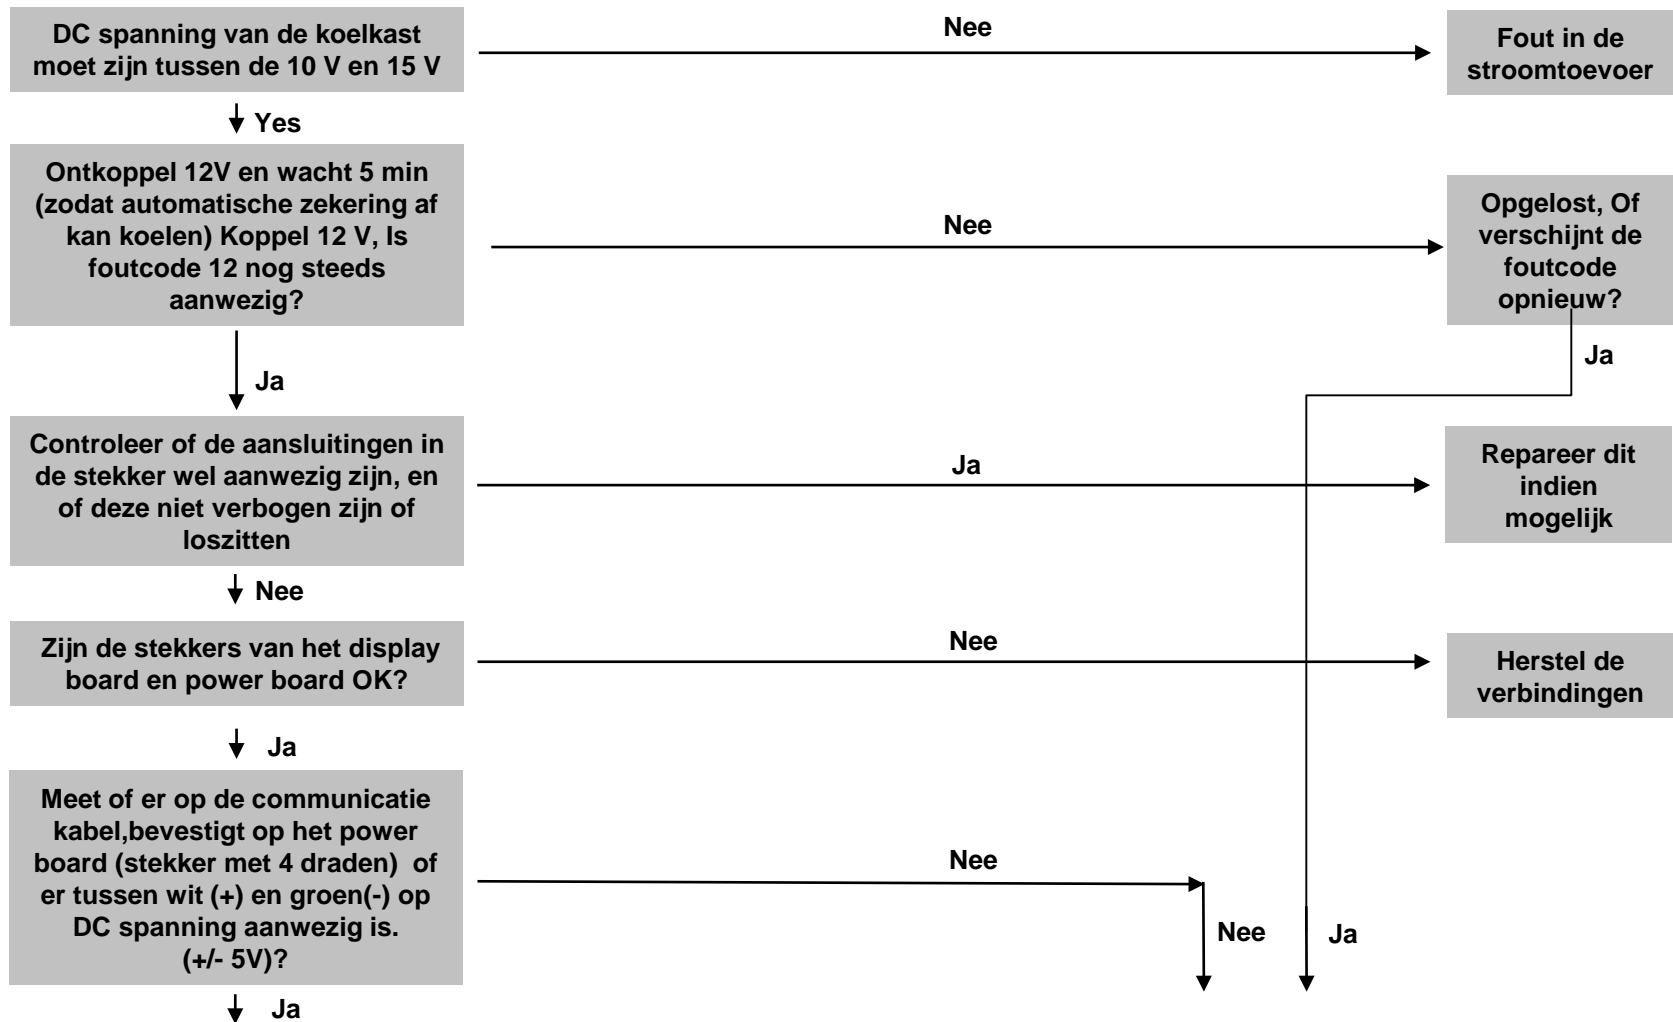 DC spanning van de koelkast
moet zijn tussen de 10 V en 15 V
Nee
Fout in de
stroomtoevoer
Yes
Ontkoppel 12V en wacht 5 min
(zodat automatische zekering af
kan koelen) Koppel 12 V, Is
foutcode 12 nog steeds
aanwezig?
Nee
Opgelost, Of
verschijnt de
foutcode
opnieuw?
Ja
Ja
Controleer of de aansluitingen in
de stekker wel aanwezig zijn, en
of deze niet verbogen zijn of
loszitten
Ja
Repareer dit
indien
mogelijk
Nee
Zijn de stekkers van het display
board en power board OK?
Nee
Herstel de
verbindingen
Ja
Meet of er op de communicatie
kabel,bevestigt op het power
board (stekker met 4 draden) of
er tussen wit (+) en groen(-) op
DC spanning aanwezig is.
(+/- 5V)?
Nee
Nee
Ja
Ja